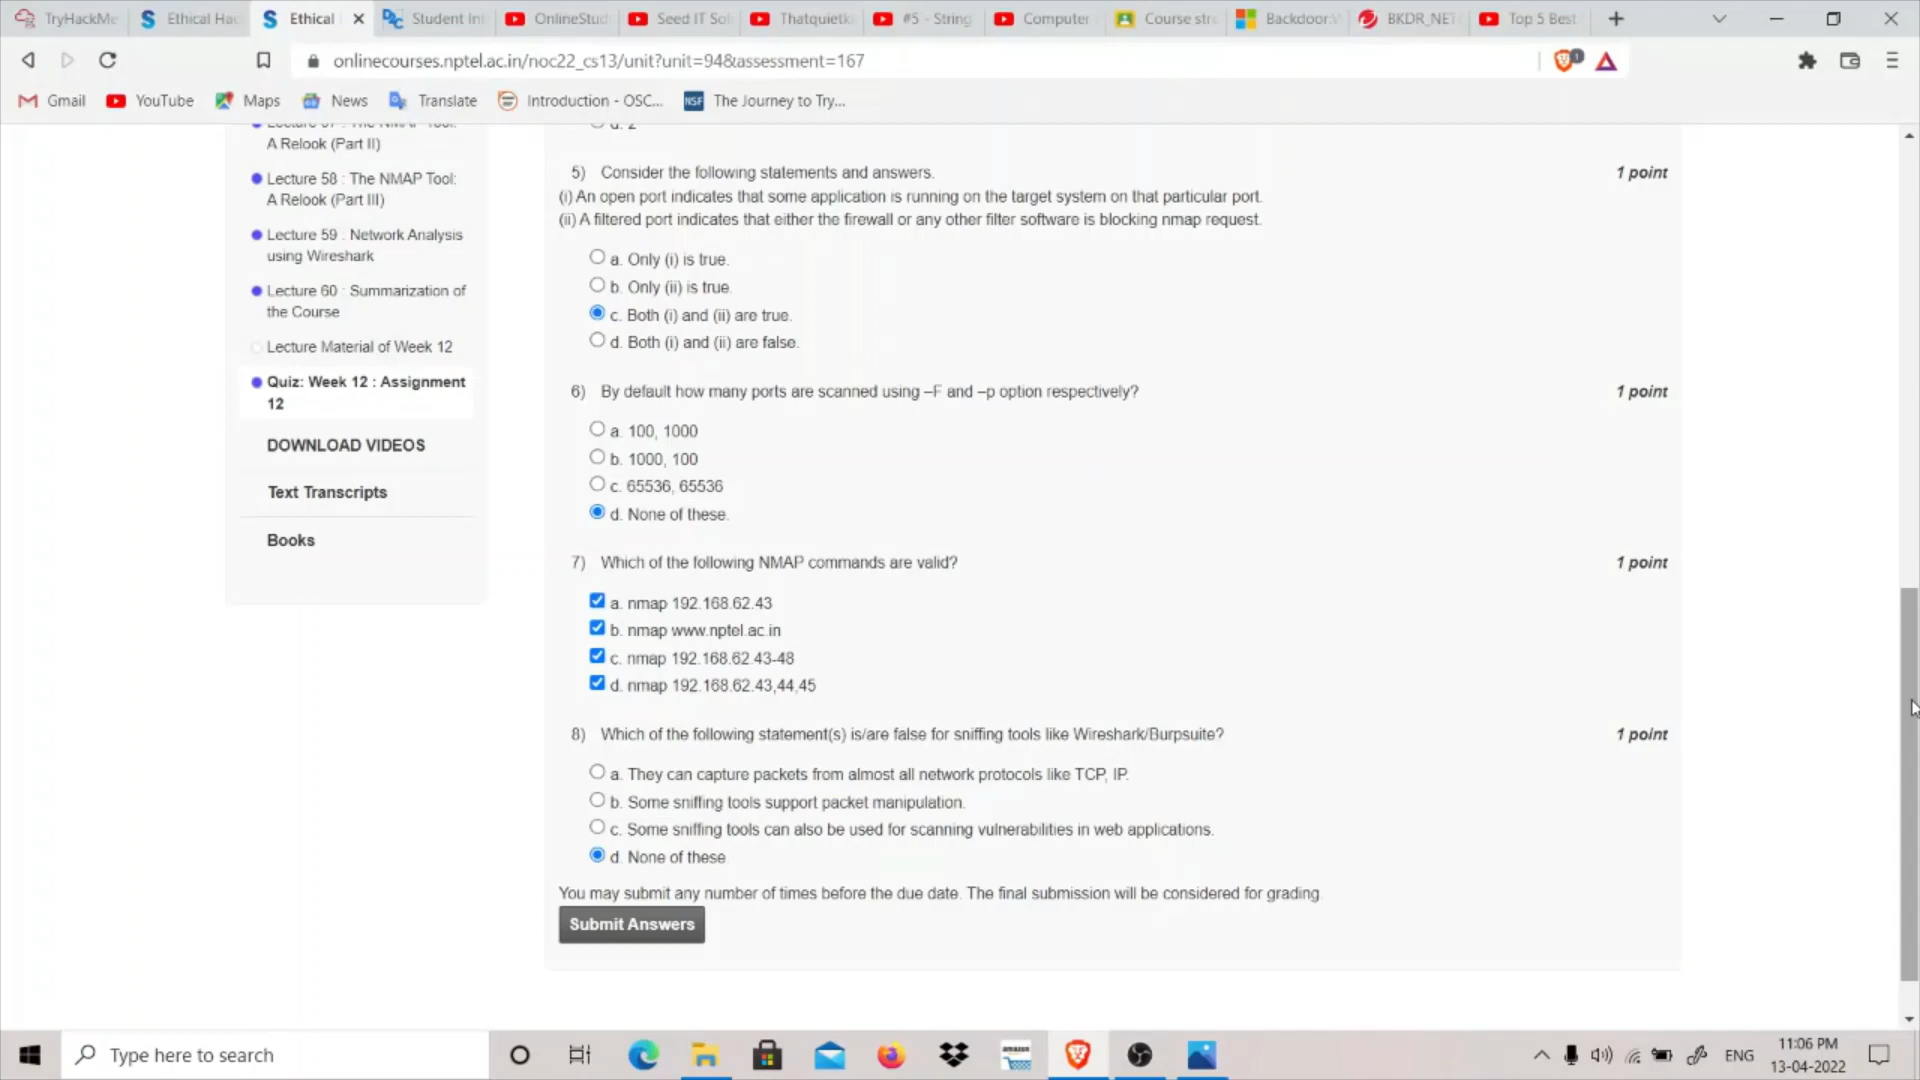 TryHackMe
Ethical Hac
Ethical
Student Int
OnlineStud
Seed IT Sol
Thatquietk
#5 - String
Computer
Course stre
Backdoor:V
BKDR_NET
Top 5 Best
onlinecourses.nptel.ac.in/noc22_cs13/unit?unit=94&assessment=167
Gmail
YouTube
Maps
News
Translate
Introduction - OSC...
The Journey to Try...
A Relook (Part II)
Lecture 58 : The NMAP Tool:
A Relook (Part III)
Lecture 59 : Network Analysis
using Wireshark
Lecture 60 : Summarization of
the Course
Lecture Material of Week 12
Quiz: Week 12 : Assignment
12
DOWNLOAD VIDEOS
Text Transcripts
Books
d. 2
5) Consider the following statements and answers. 1 point
(i) An open port indicates that some application is running on the target system on that particular port.
(ii) A filtered port indicates that either the firewall or any other filter software is blocking nmap request.
a. Only (i) is true.
b. Only (ii) is true.
c. Both (i) and (ii) are true.
d. Both (i) and (ii) are false.
6) By default how many ports are scanned using –F and –p option respectively? 1 point
a. 100, 1000
b. 1000, 100
c. 65536, 65536
d. None of these.
7) Which of the following NMAP commands are valid? 1 point
a. nmap 192.168.62.43
b. nmap www.nptel.ac.in
c. nmap 192.168.62.43-48
d. nmap 192.168.62.43,44,45
8) Which of the following statement(s) is/are false for sniffing tools like Wireshark/Burpsuite? 1 point
a. They can capture packets from almost all network protocols like TCP, IP.
b. Some sniffing tools support packet manipulation.
c. Some sniffing tools can also be used for scanning vulnerabilities in web applications.
d. None of these
You may submit any number of times before the due date. The final submission will be considered for grading.
Submit Answers
Type here to search
ENG
11:06 PM
13-04-2022